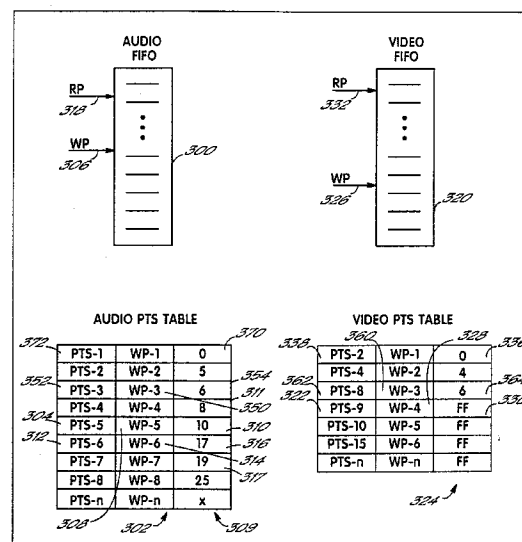 AUDIO
FIFO
VIDEO
FIFO
RP
318
RP
332
WP
306
300
WP
326
320
AUDIO PTS TABLE
VIDEO PTS TABLE
372
370
360
328
338
336
352
354
362
364
322
350
311
304
310
312
316
314
317
308
302
309
324
PTS-1 WP-1 0
PTS-2 WP-2 5
PTS-3 WP-3 6
PTS-4 WP-4 8
PTS-5 WP-5 10
PTS-6 WP-6 17
PTS-7 WP-7 19
PTS-8 WP-8 25
PTS-n WP-n x
PTS-2 WP-1 0
PTS-4 WP-2 4
PTS-8 WP-3 6
PTS-9 WP-4 FF
PTS-10 WP-5 FF
PTS-15 WP-6 FF
PTS-n WP-n FF